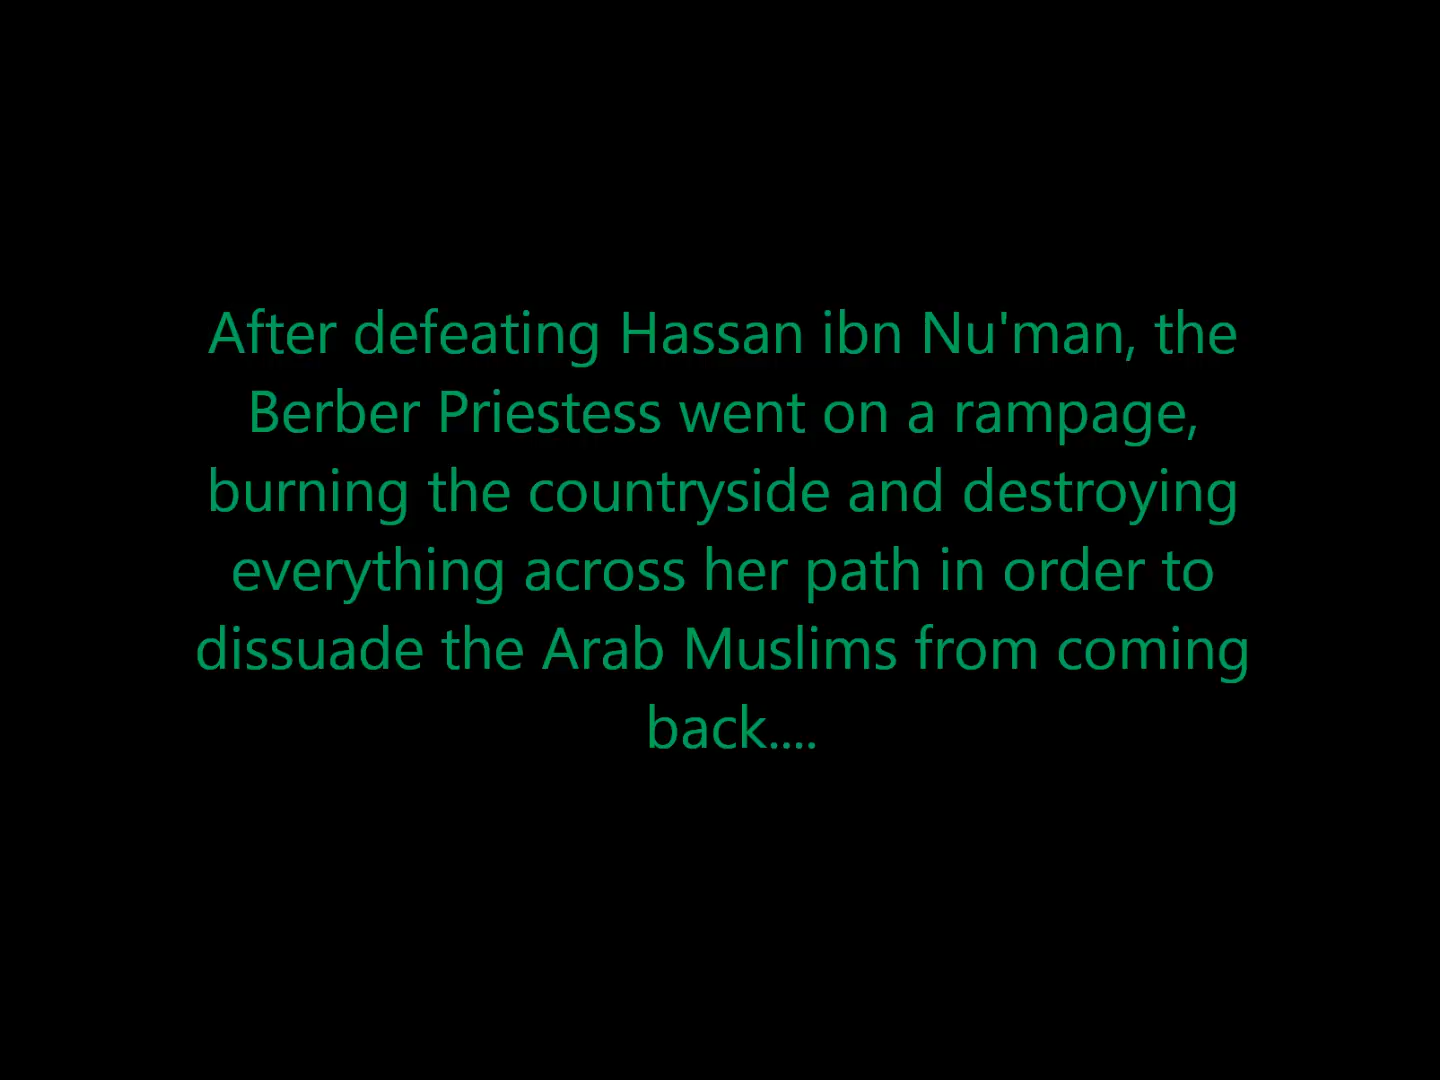 After defeating Hassan ibn Nu'man, the
Berber Priestess went on a rampage,
burning the countryside and destroying
everything across her path in order to
dissuade the Arab Muslims from coming
back....